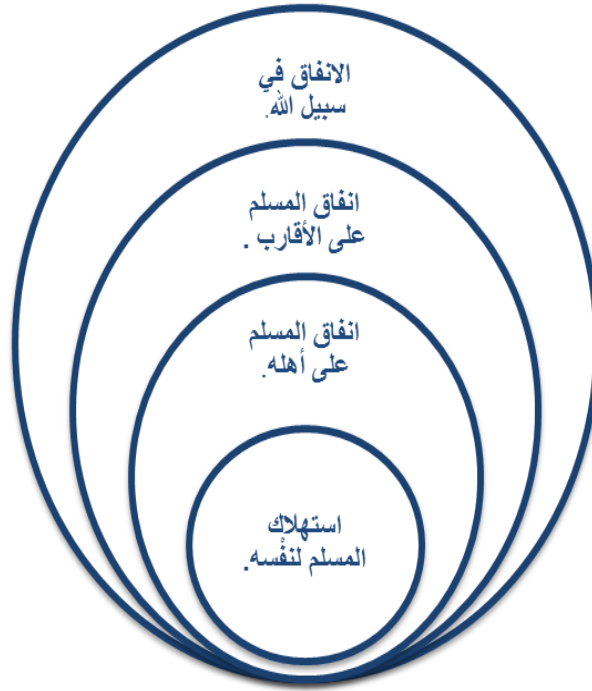 الانفاق في
سبيل الله.
انفاق المسلم
على الأقارب .
انفاق المسلم
على أهله.
استهلاك
المسلم لنفْسه.